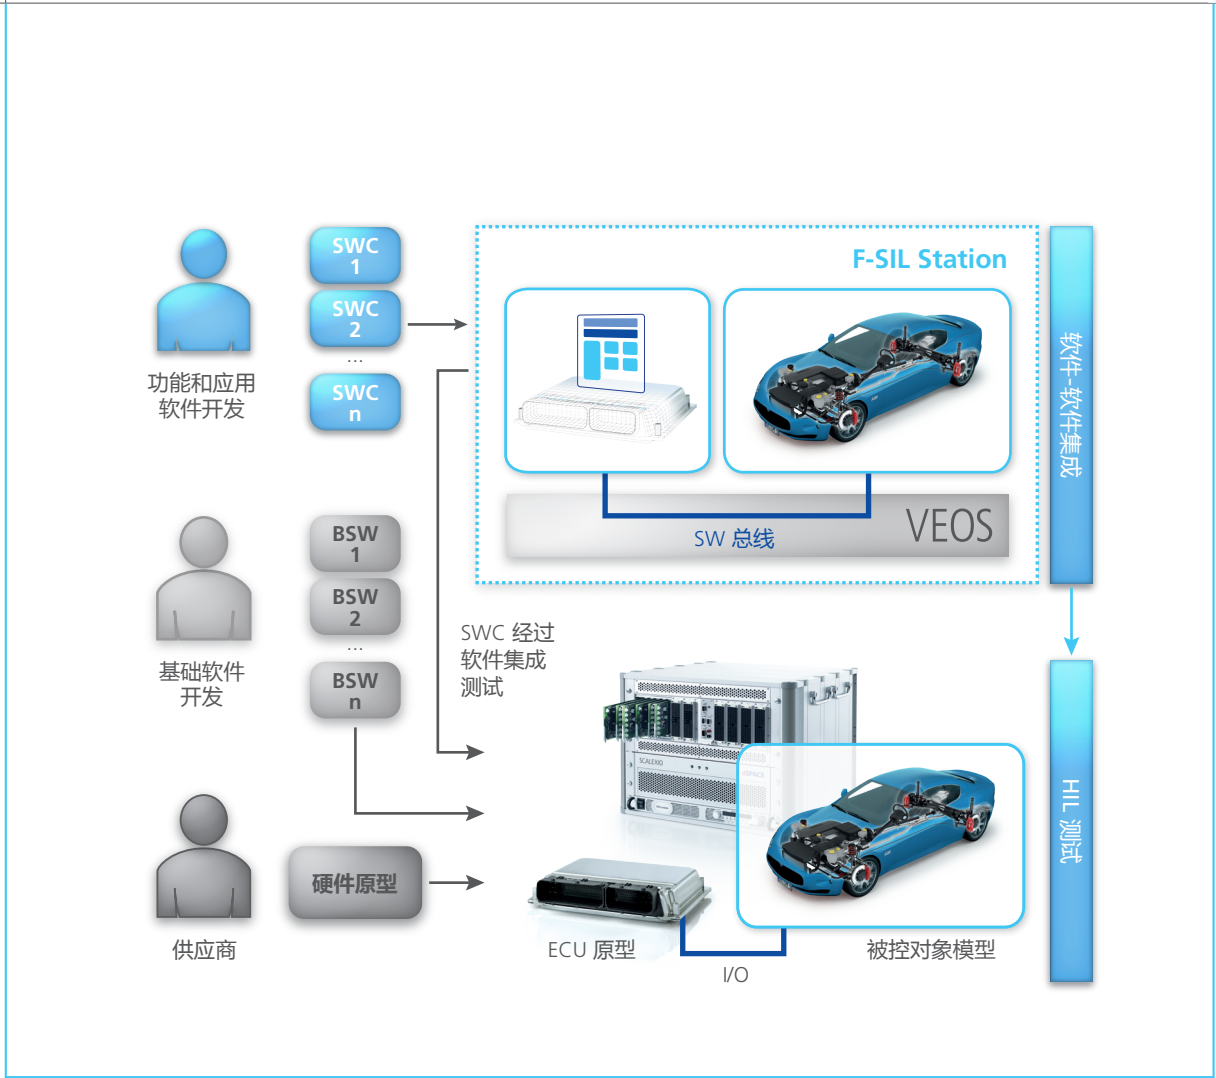 F-SIL Station
SWC
1
SWC
2
...
SWC
n
功能和应用
软件开发
VEOS
SW 总线
软件-软件集成
BSW
1
BSW
2
...
BSW
n
基础软件
开发
SWC 经过
软件集成
测试
SCALEXIO
dSPACE
HIL 测试
硬件原型
供应商
ECU 原型
I/O
被控对象模型